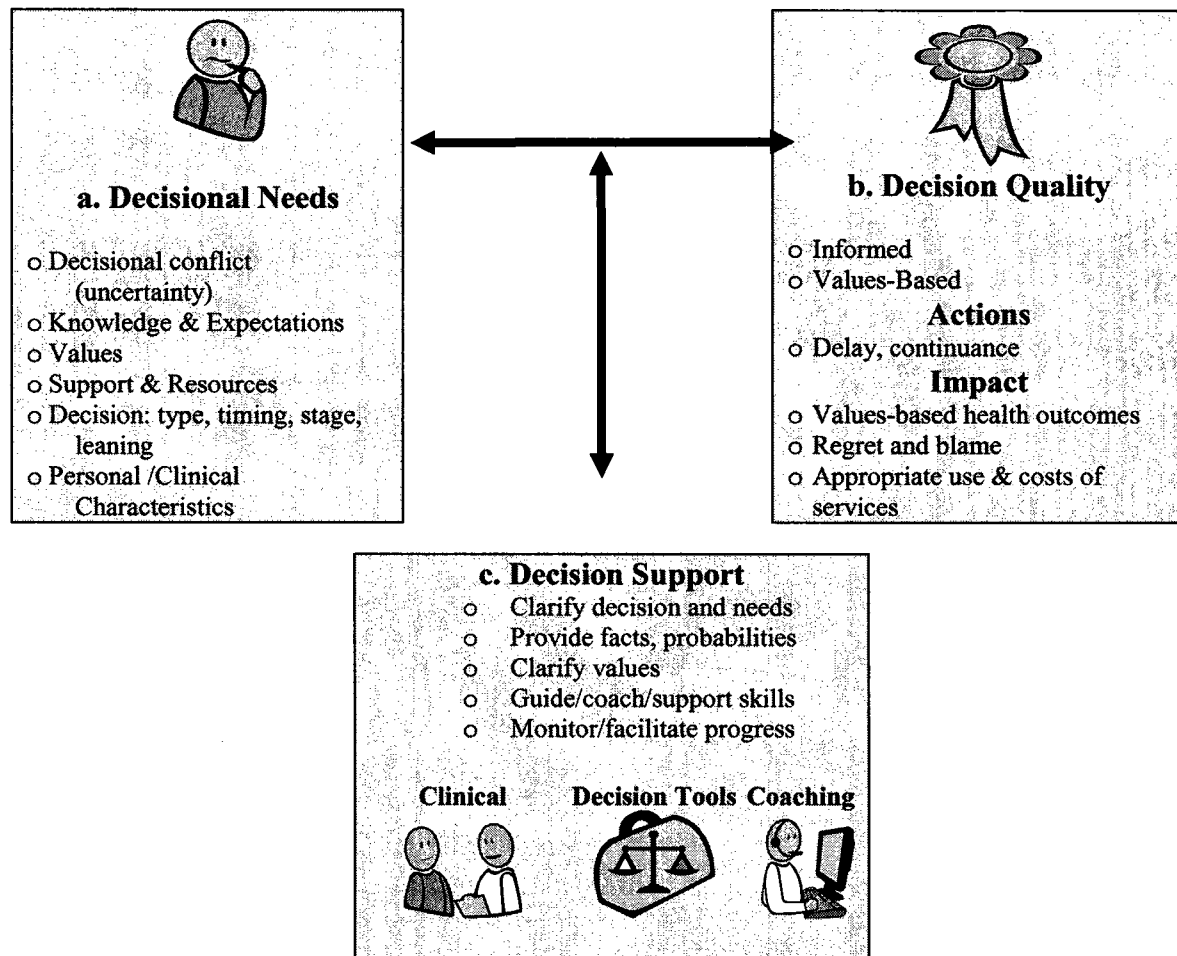 a. Decisional Needs
o Decisional conflict
(uncertainty)
o Knowledge & Expectations
o Values
o Support & Resources
o Decision: type, timing, stage,
leaning
o Personal /Clinical
Characteristics
b. Decision Quality
o Informed
o Values-Based
Actions
o Delay, continuance
Impact
o Values-based health outcomes
o Regret and blame
o Appropriate use & costs of
services
c. Decision Support
o Clarify decision and needs
o Provide facts, probabilities
o Clarify values
o Guide/coach/support skills
o Monitor/facilitate progress
Clinical Decision Tools Coaching